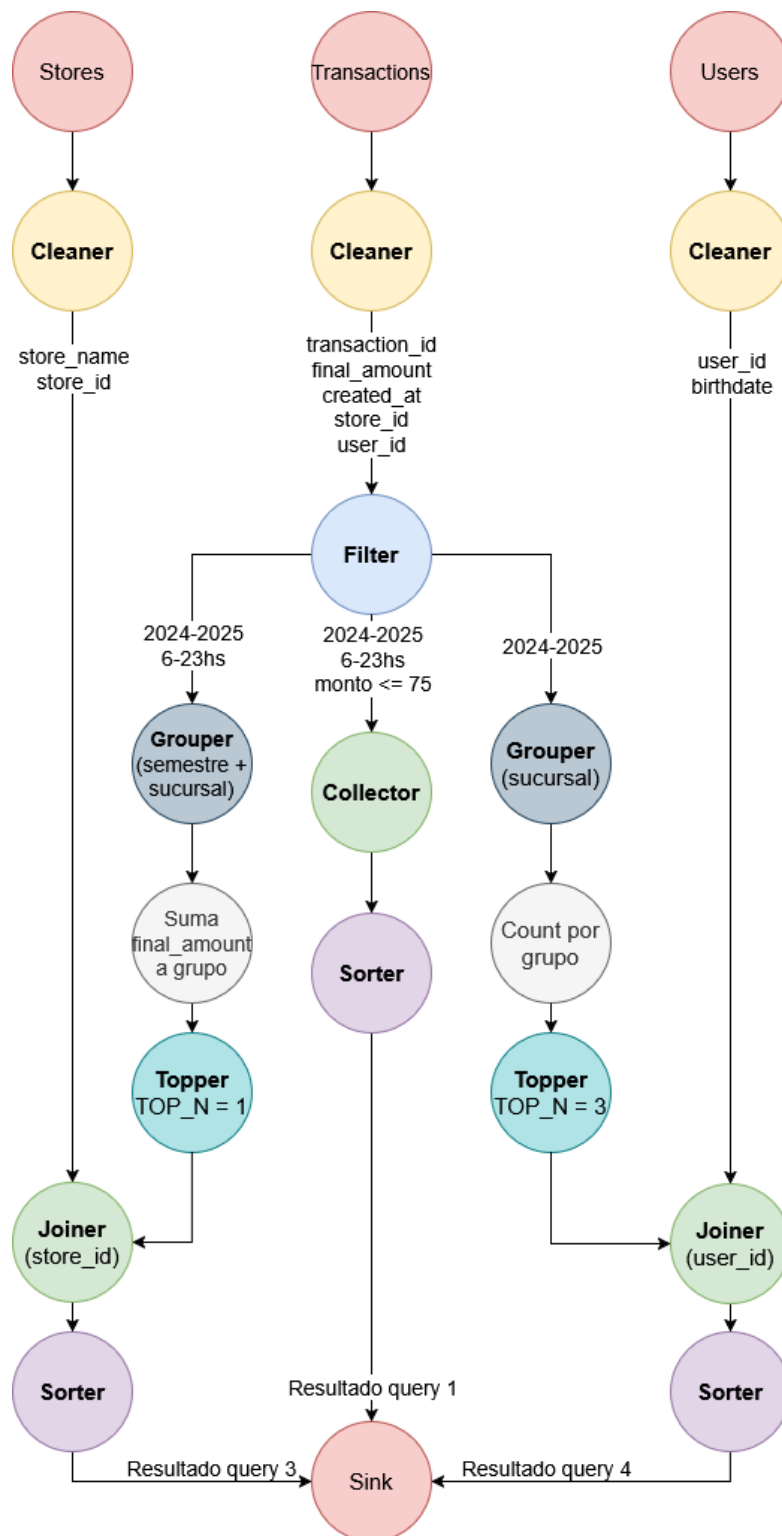 Stores
Transactions
Users
Cleaner
Cleaner
Cleaner
store_name
store_id
transaction_id
final_amount
created_at
store_id
user_id
user_id
birthdate
Filter
2024-2025
6-23hs
2024-2025
6-23hs
monto <= 75
2024-2025
Grouper
(semestre +
sucursal)
Collector
Grouper
(sucursal)
Suma
final_amount
a grupo
Sorter
Count por
grupo
Topper
TOP_N = 1
Topper
TOP_N = 3
Joiner
(store_id)
Joiner
(user_id)
Sorter
Sorter
Resultado query 1
Resultado query 3
Resultado query 4
Sink